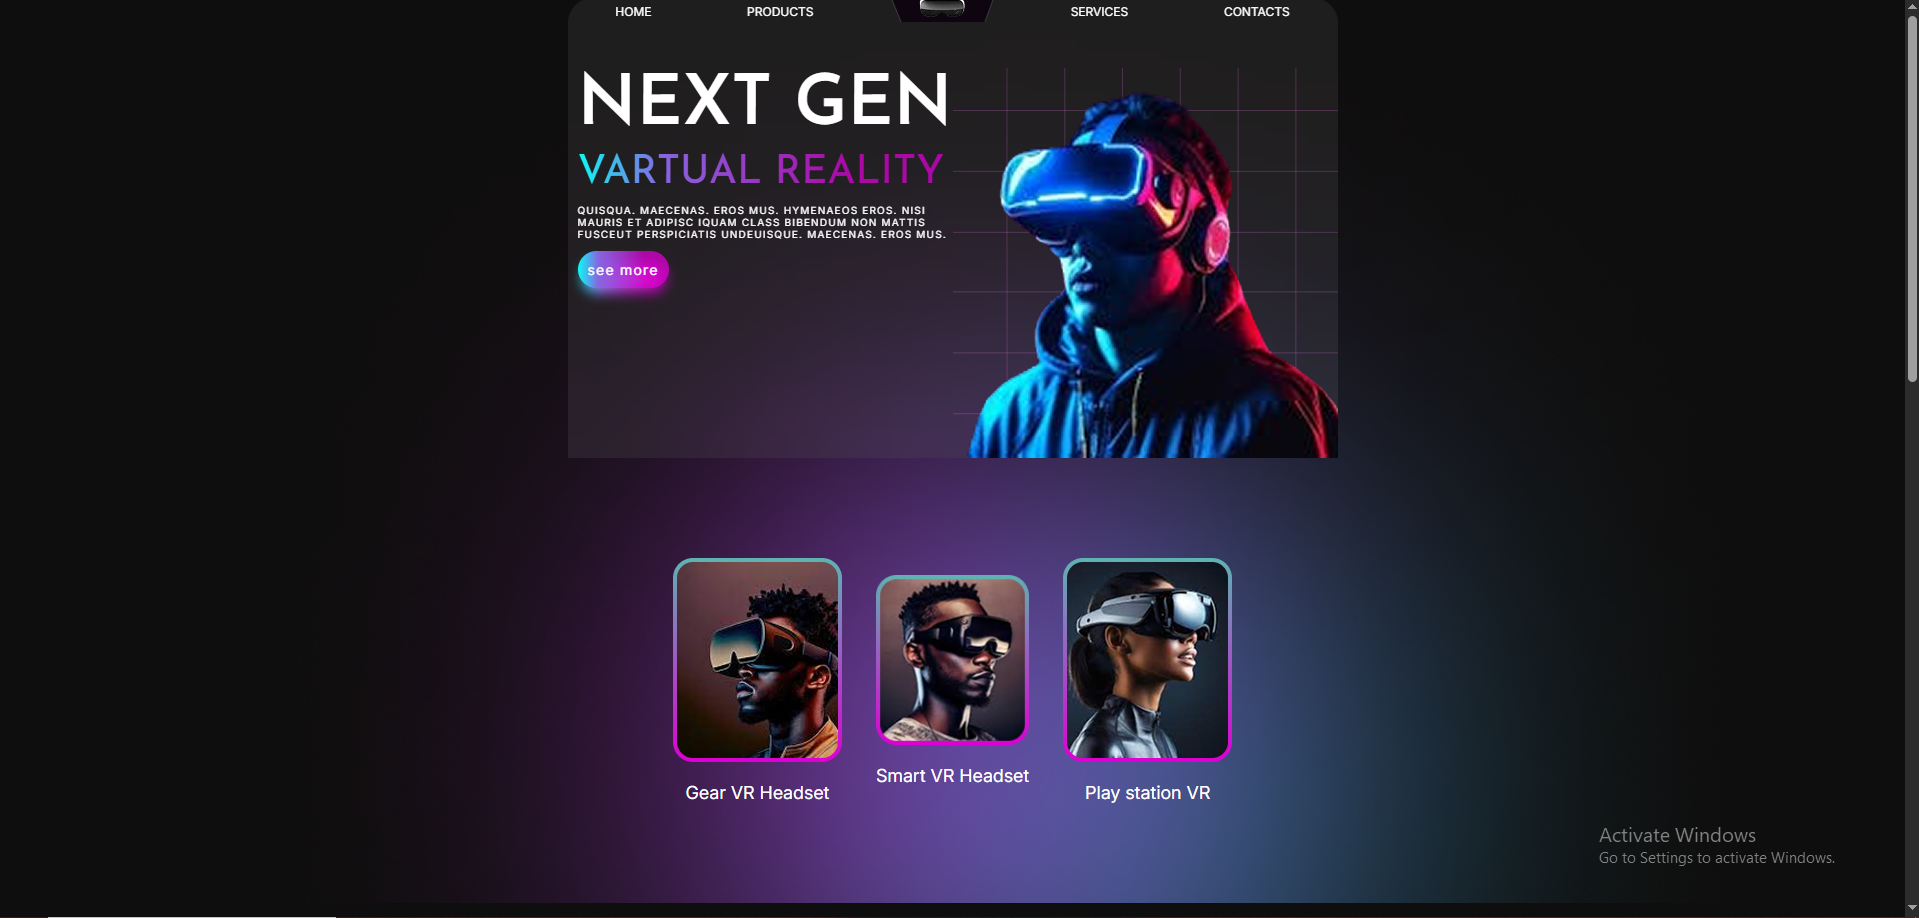 HOME PRODUCTS SERVICES CONTACTS
NEXT GEN
VARTUAL REALITY
QUISQUA. MAECENAS. EROS MUS. HYMENAEOS EROS. NISI
MAURIS ET ADIPISC IQUAM CLASS BIBENDUM NON MATTIS
FUSCEUT PERSPICIATIS UNDEUISQUE. MAECENAS. EROS MUS.
see more
Gear VR Headset
Smart VR Headset
Play station VR
Activate Windows
Go to Settings to activate Windows.